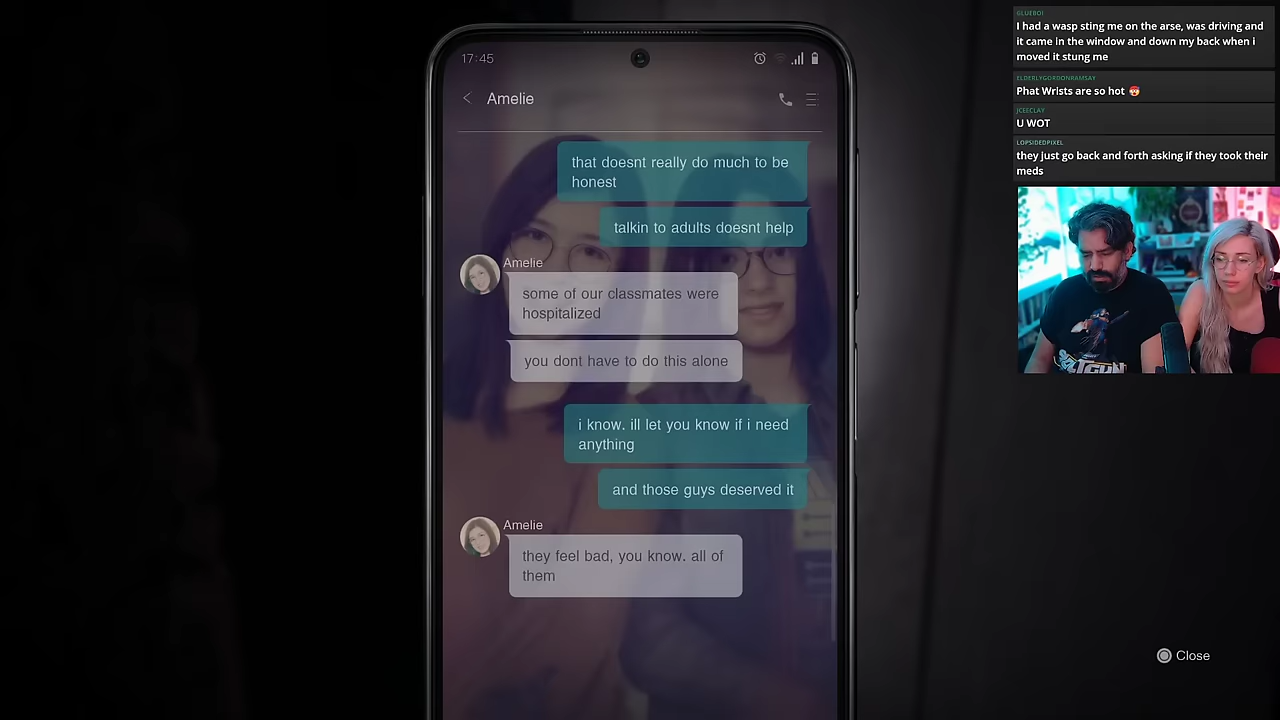 17:45
Amelie
that doesnt really do much to be
honest
talkin to adults doesnt help
Amelie
some of our classmates were
hospitalized
you dont have to do this alone
i know. ill let you know if i need
anything
and those guys deserved it
Amelie
they feel bad, you know. all of
them
Close
GLUEBOI
I had a wasp sting me on the arse, was driving and
it came in the window and down my back when i
moved it stung me
ELDERLYGORDONRAMSAY
Phat Wrists are so hot
JCEECLAY
U WOT
LOPSIDEDPIXEL
they just go back and forth asking if they took their
meds